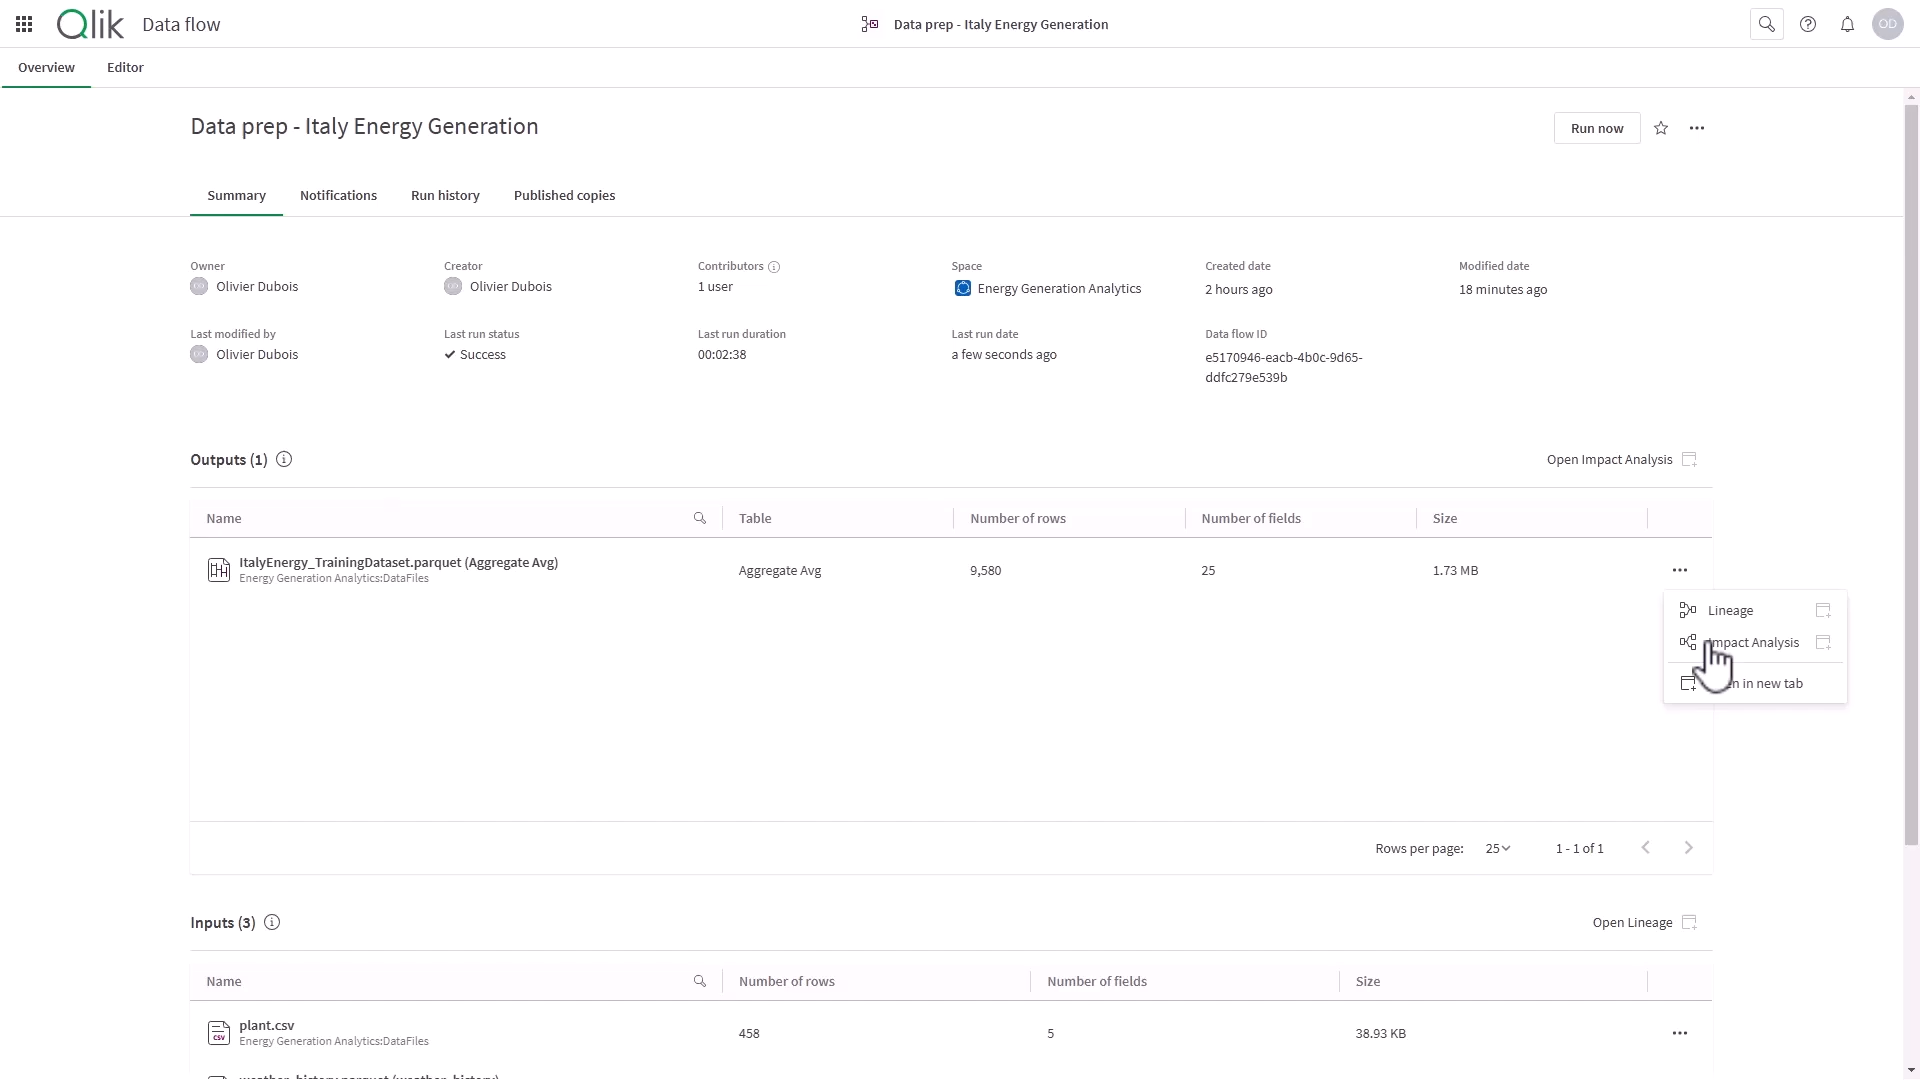 Qlik Data flow
Data prep - Italy Energy Generation
OD
Overview Editor
Data prep - Italy Energy Generation
Run now
Summary Notifications Run history Published copies
Owner Creator Contributors Space Created date Modified date
Olivier Dubois Olivier Dubois 1 user Energy Generation Analytics 2 hours ago 18 minutes ago
Last modified by Last run status Last run duration Last run date Data flow ID
Olivier Dubois Success 00:02:38 a few seconds ago e5170946-eacb-4b0c-9d65-
ddfc279e539b
Outputs (1) Open Impact Analysis
Name Table Number of rows Number of fields Size
ItalyEnergy_TrainingDataset.parquet (Aggregate Avg) Aggregate Avg 9,580 25 1.73 MB
Energy Generation Analytics:DataFiles
Lineage
Impact Analysis
in new tab
Rows per page: 25 1 - 1 of 1
Inputs (3) Open Lineage
Name Number of rows Number of fields Size
plant.csv 458 5 38.93 KB
Energy Generation Analytics:DataFiles
weather_history.parquet (weather_history)